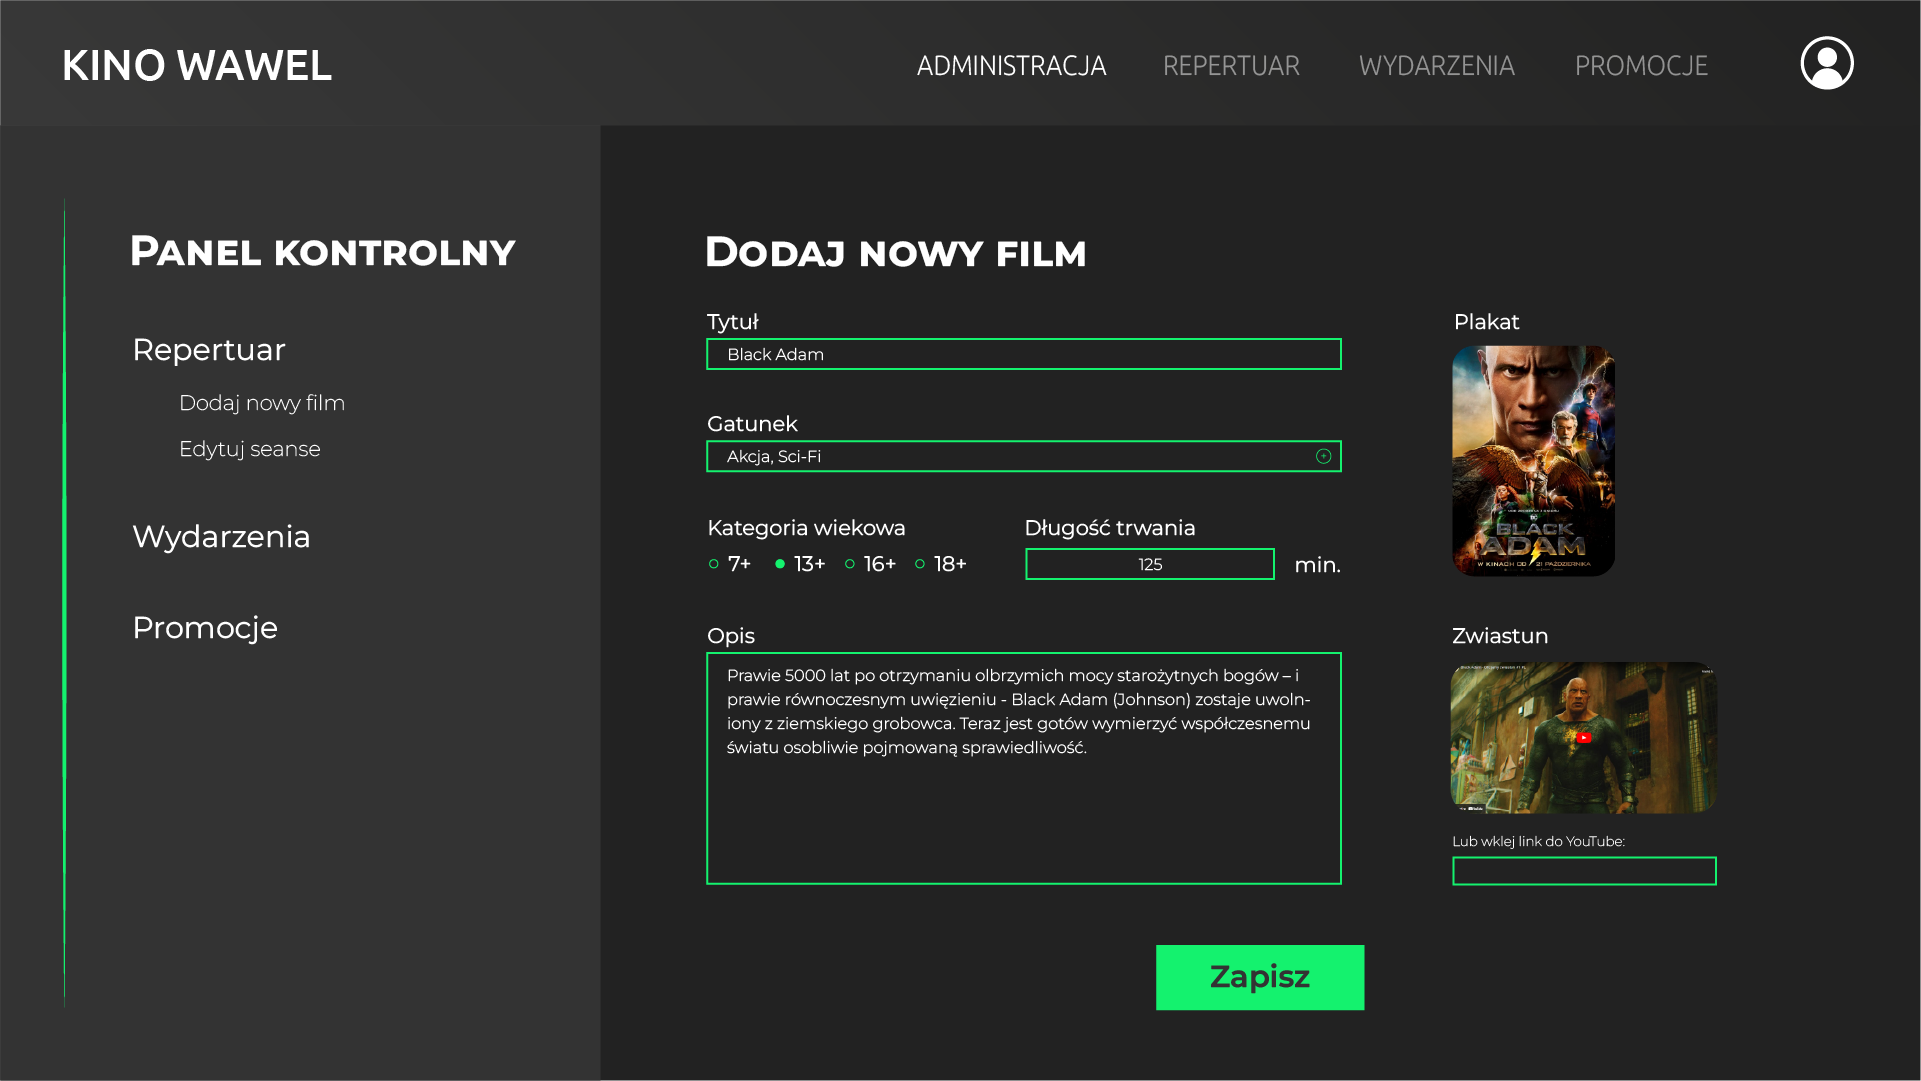 KINO WAWEL
ADMINISTRACJA
REPERTUAR
WYDARZENIA
PROMOCJE
PANEL KONTROLNY
Repertuar
Dodaj nowy film
Edytuj seanse
Wydarzenia
Promocje
DODAJ NOWY FILM
Tytuł
Black Adam
Gatunek
Akcja, Sci-Fi
Kategoria wiekowa
7+
13+
16+
18+
Długość trwania
125
min.
Opis
Prawie 5000 lat po otrzymaniu olbrzymich mocy starożytnych bogów – i
prawie równoczesnym uwięzieniu - Black Adam (Johnson) zostaje uwoln-
iony z ziemskiego grobowca. Teraz jest gotów wymierzyć współczesnemu
światu osobliwie pojmowaną sprawiedliwość.
Plakat
DC
BLACK
ADAM
W KINACH OD 21 PAŹDZIERNIKA
Zwiastun
YouTube
Lub wklej link do YouTube:
Zapisz